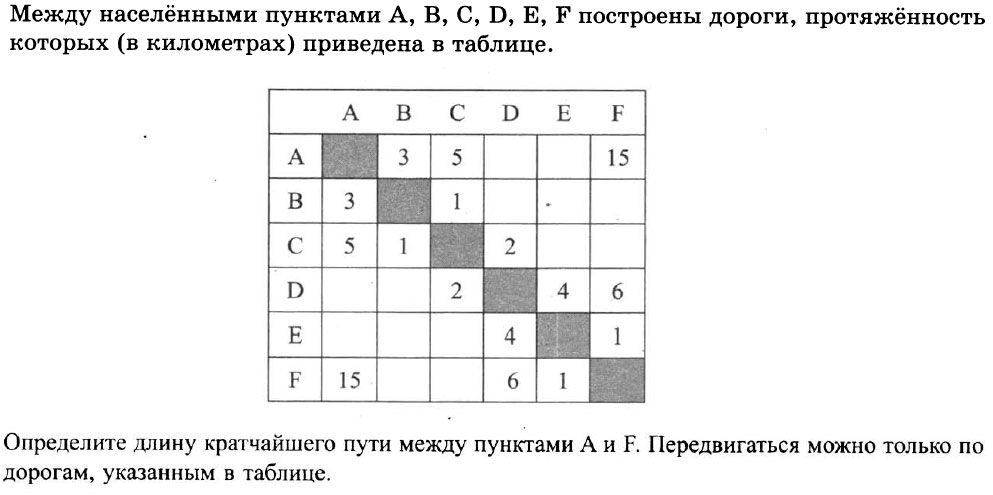 Между населёнными пунктами A, B, C, D, E, F построены дороги, протяжённость
которых (в километрах) приведена в таблице.
A B C D E F
A 3 5 15
B 3 1
C 5 1 2
D 2 4 6
E 4 1
F 15 6 1
Определите длину кратчайшего пути между пунктами A и F. Передвигаться можно только по
дорогам, указанным в таблице.